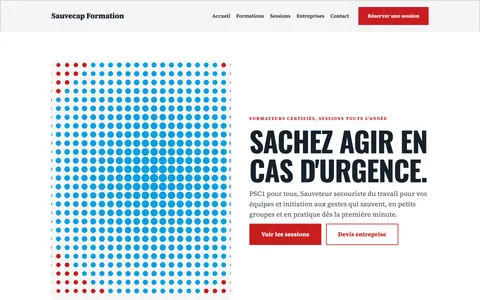 Sauvecap Formation
Accueil Formations Sessions Entreprises Contact Réserver une session
FORMATEURS CERTIFIÉS, SESSIONS TOUTE L'ANNÉE
SACHEZ AGIR EN
CAS D'URGENCE.
PSC1 pour tous, Sauveteur secouriste du travail pour vos
équipes et initiation aux gestes qui sauvent, en petits
groupes et en pratique dès la première minute.
Voir les sessions Devis entreprise